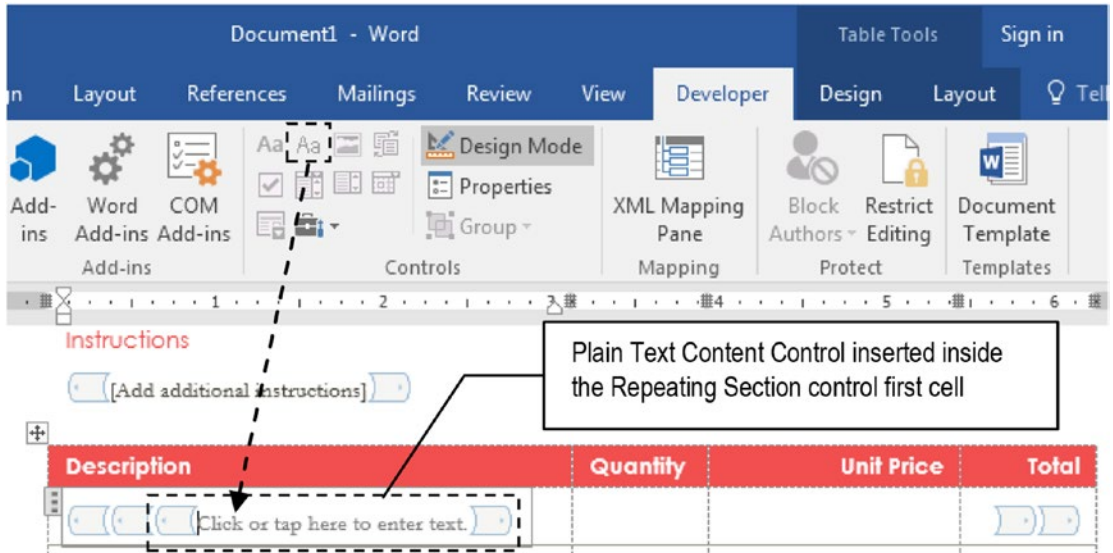 Document1 - Word Table Tools Sign in
gn Layout References Mailings Review View Developer Design Layout Tell
Aa Aa Design Mode
Properties
Group
Add-ins Word Add-ins COM Add-ins XML Mapping Pane Block Authors Restrict Editing Document Template
Add-ins Controls Mapping Protect Templates
1 2 3 4 5 6
Instructions
[Add additional instructions]
Plain Text Content Control inserted inside
the Repeating Section control first cell
Description Quantity Unit Price Total
Click or tap here to enter text.